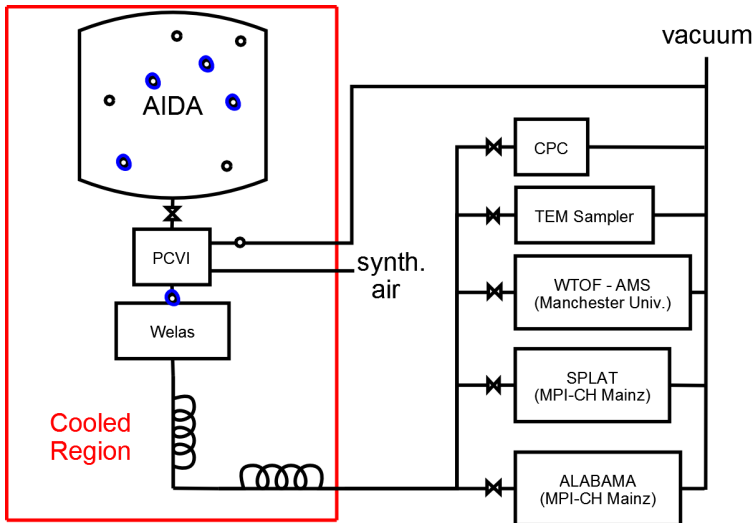 vacuum
AIDA
CPC
TEM Sampler
PCVI
synth.
air
WTOF - AMS
(Manchester Univ.)
Welas
SPLAT
(MPI-CH Mainz)
Cooled
Region
ALABAMA
(MPI-CH Mainz)